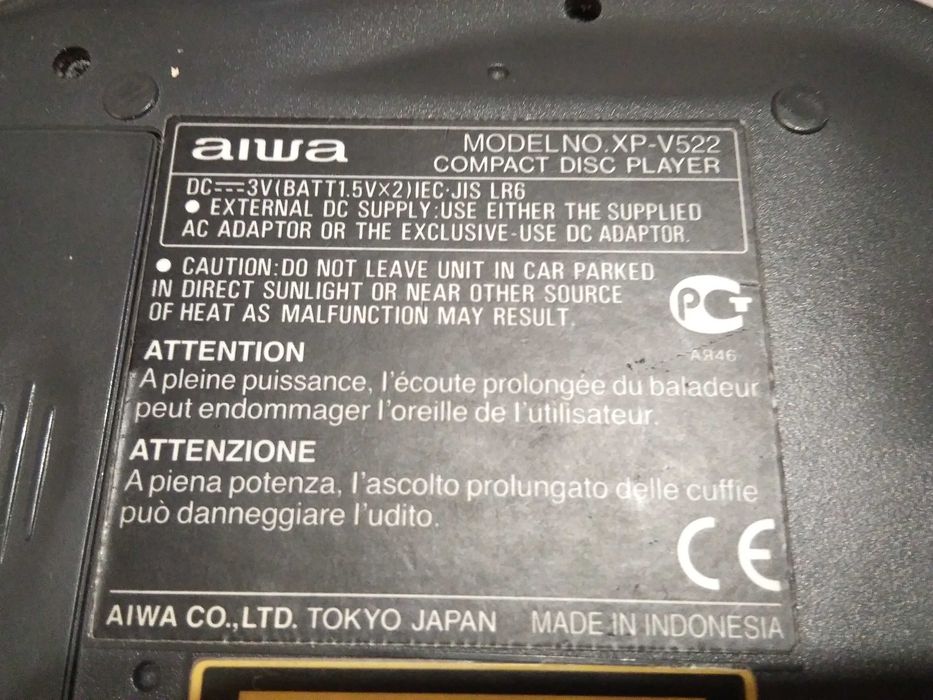 aiwa
MODEL NO. XP-V522
COMPACT DISC PLAYER
DC⎓3V(BATT1.5V×2)IEC·JIS LR6
● EXTERNAL DC SUPPLY:USE EITHER THE SUPPLIED
AC ADAPTOR OR THE EXCLUSIVE-USE DC ADAPTOR.
● CAUTION:DO NOT LEAVE UNIT IN CAR PARKED
IN DIRECT SUNLIGHT OR NEAR OTHER SOURCE
OF HEAT AS MALFUNCTION MAY RESULT.
РСТ
АЯ46
ATTENTION
A pleine puissance, l'écoute prolongée du baladeur
peut endommager l'oreille de l'utilisateur.
ATTENZIONE
A piena potenza, l'ascolto prolungato delle cuffie
può danneggiare l'udito.
CE
AIWA CO.,LTD. TOKYO JAPAN MADE IN INDONESIA